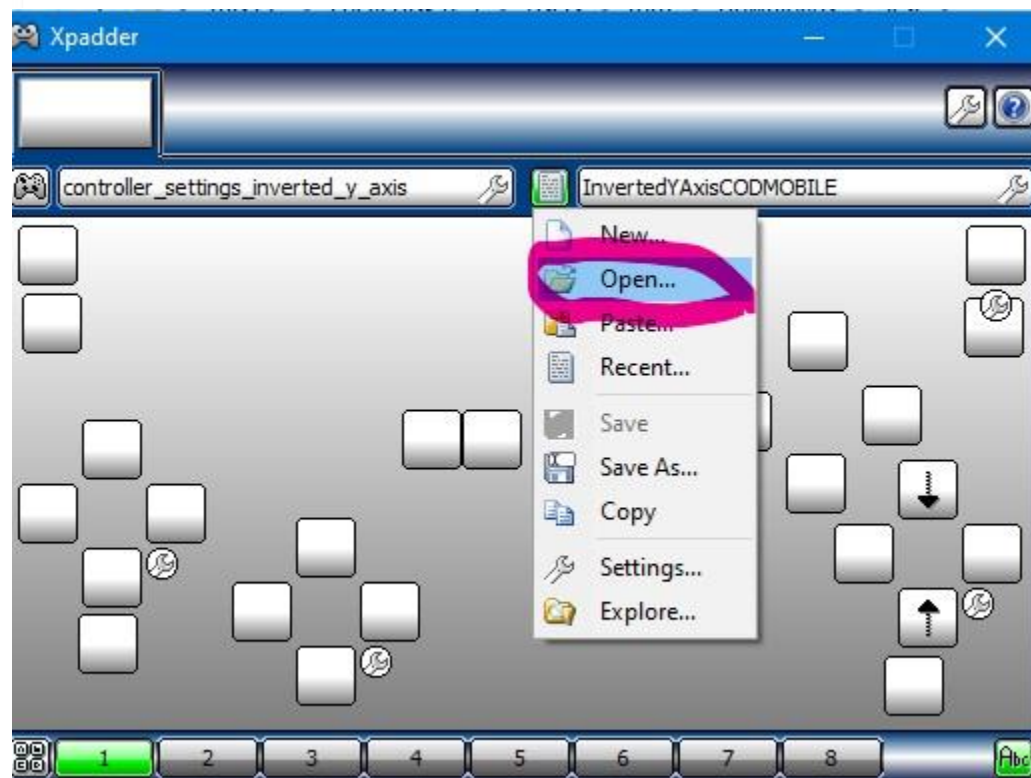 Xpadder
controller_settings_inverted_y_axis
InvertedYAxisCODMOBILE
New...
Open...
Paste...
Recent...
Save
Save As...
Copy
Settings...
Explore...
1 2 3 4 5 6 7 8
Abc